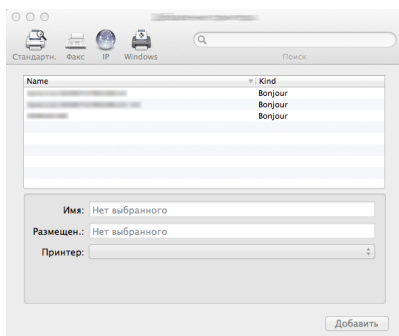 Стандартн. Факс IP Windows Поиск
Name Kind
Bonjour
Bonjour
Bonjour
Имя: Нет выбранного
Размещен.: Нет выбранного
Принтер:
Добавить